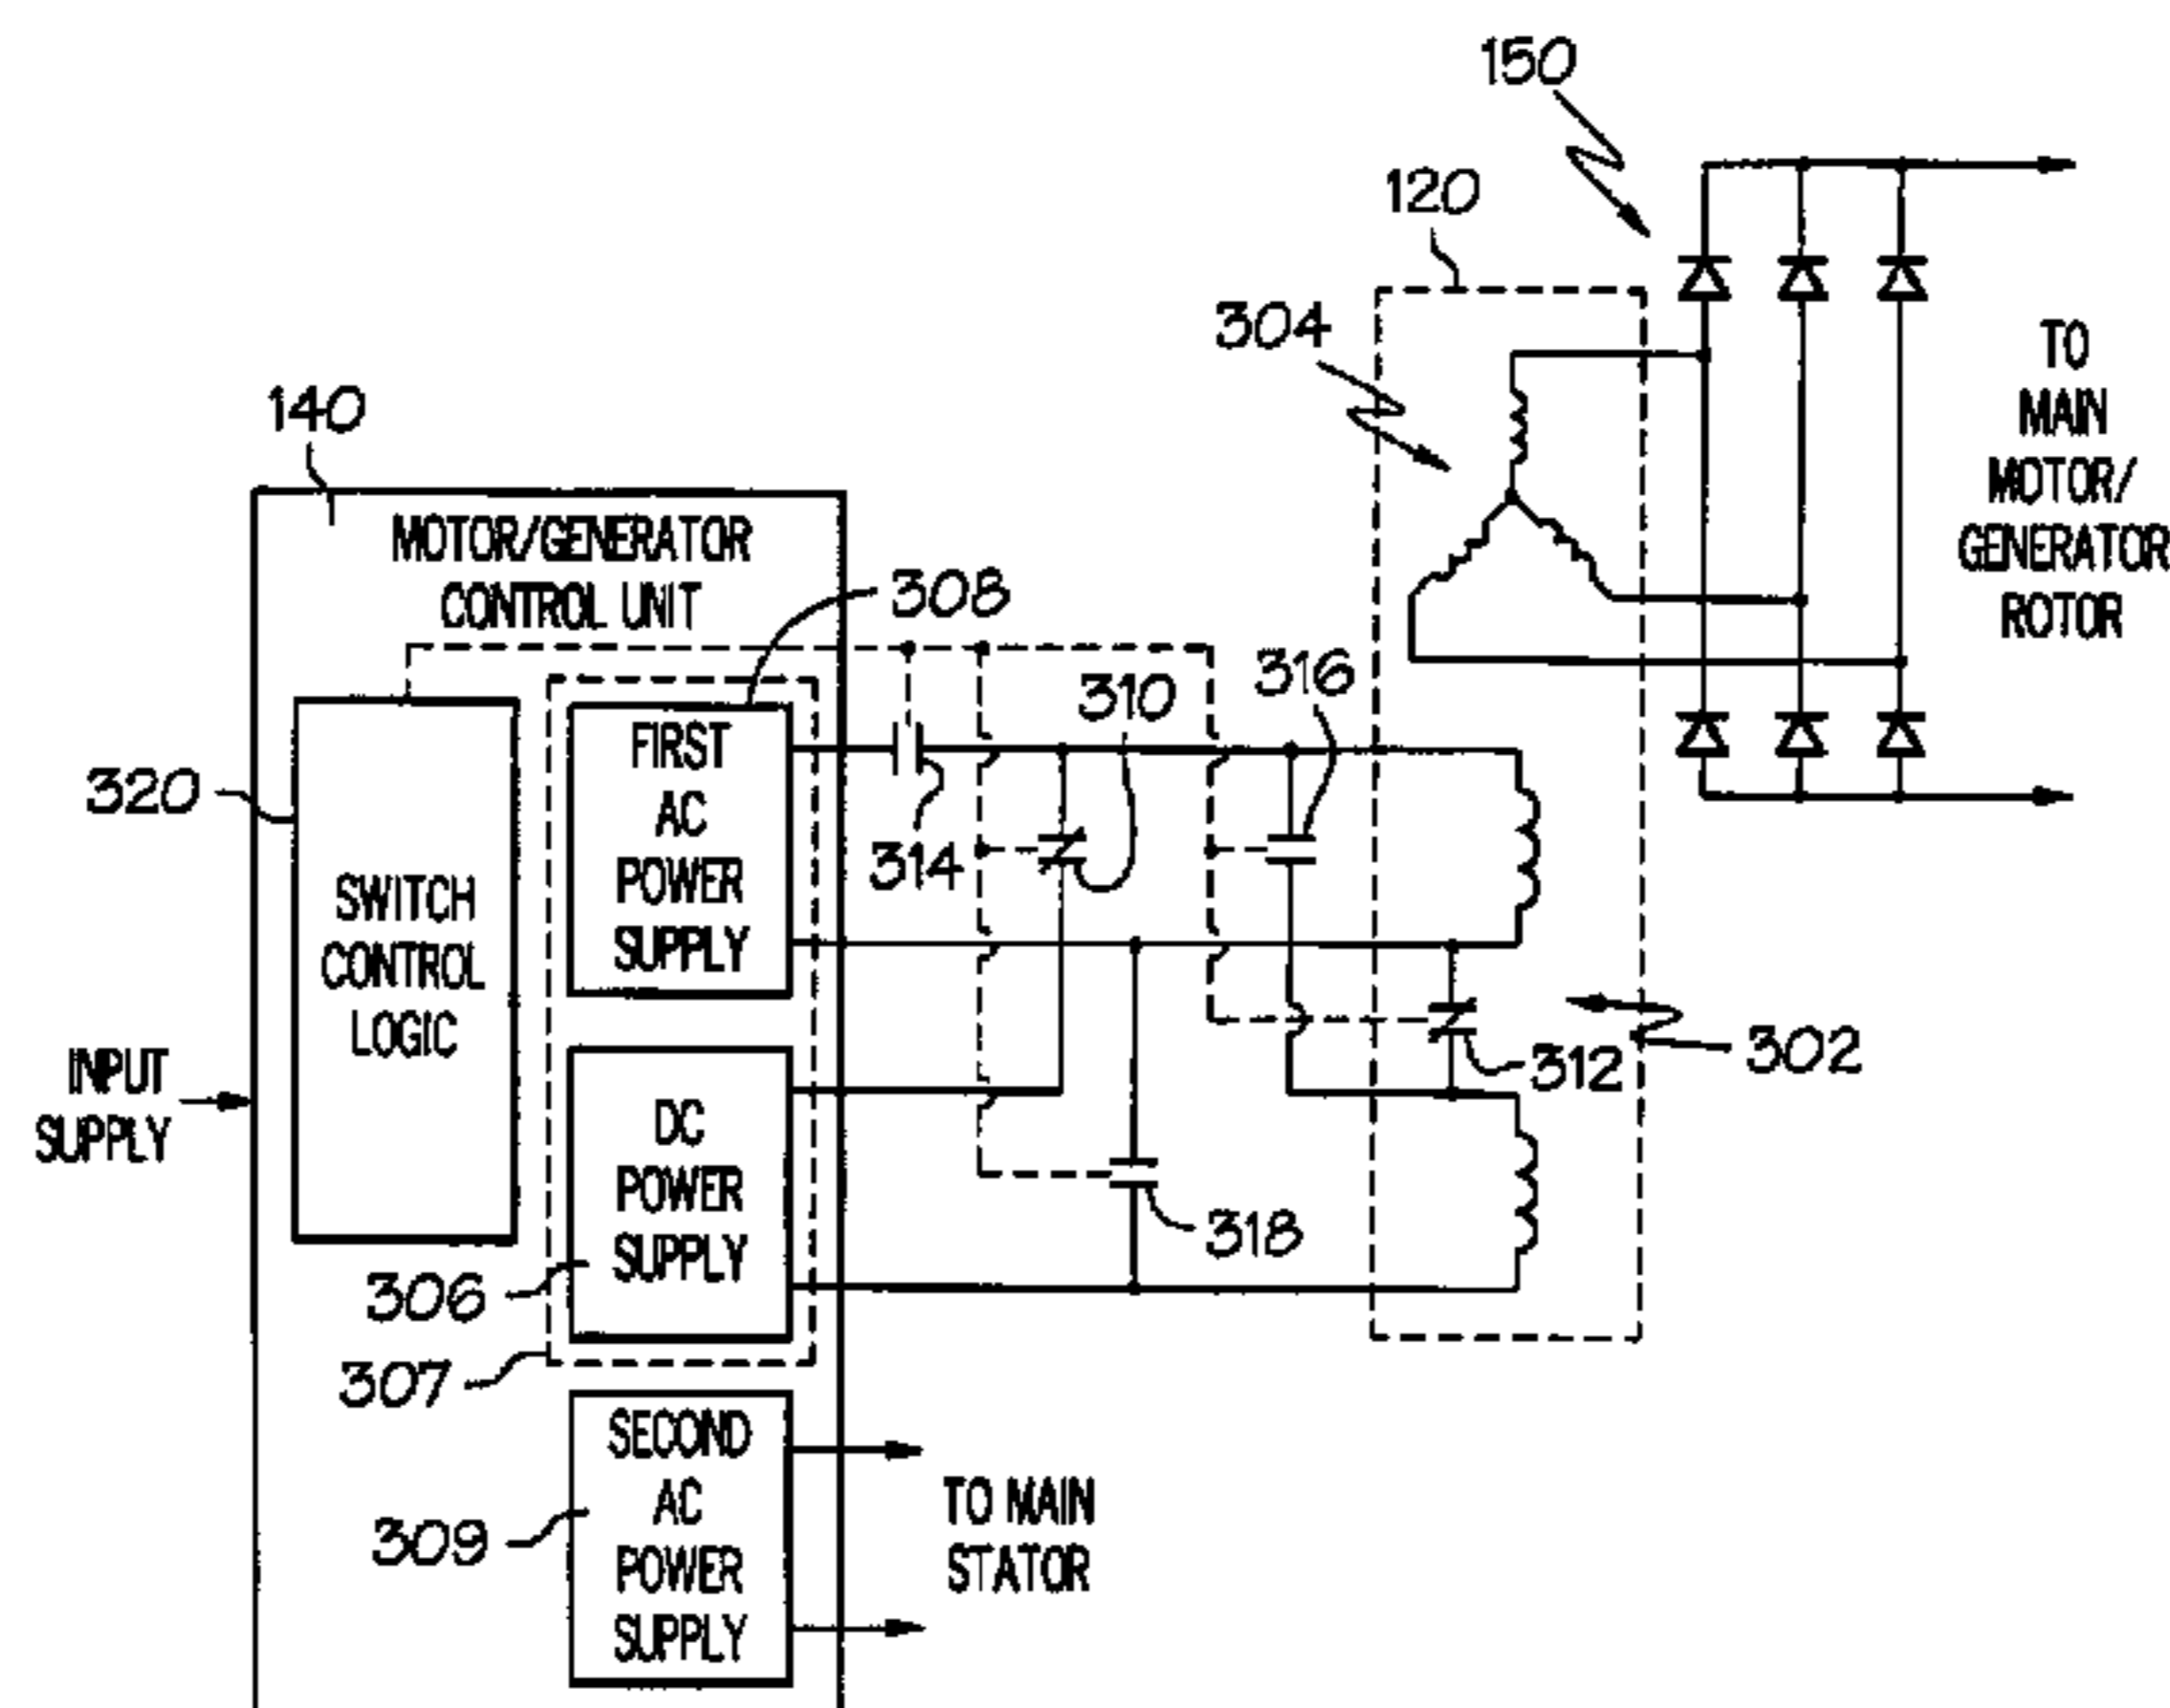 150
120
304
TO
MAIN
MOTOR/
GENERATOR
ROTOR
140
MOTOR/GENERATOR
CONTROL UNIT
308
310
316
320
FIRST
AC
POWER
SUPPLY
314
SWITCH
CONTROL
LOGIC
INPUT
SUPPLY
312
302
DC
POWER
SUPPLY
318
306
307
SECOND
AC
POWER
SUPPLY
309
TO MAIN
STATOR